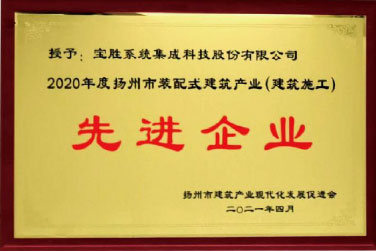 授予：宝胜系统集成科技股份有限公司
2020年度扬州市装配式建筑产业(建筑施工)
先进企业
扬州市建筑产业现代化发展促进会
二〇二一年四月